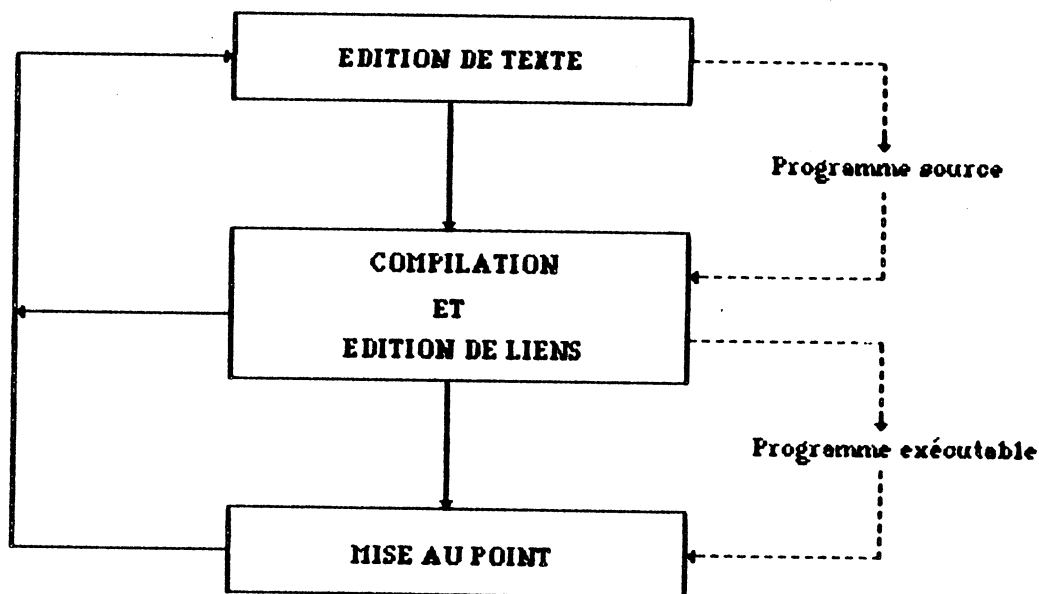 EDITION DE TEXTE
Programme source
COMPILATION
ET
EDITION DE LIENS
Programme exécutable
MISE AU POINT